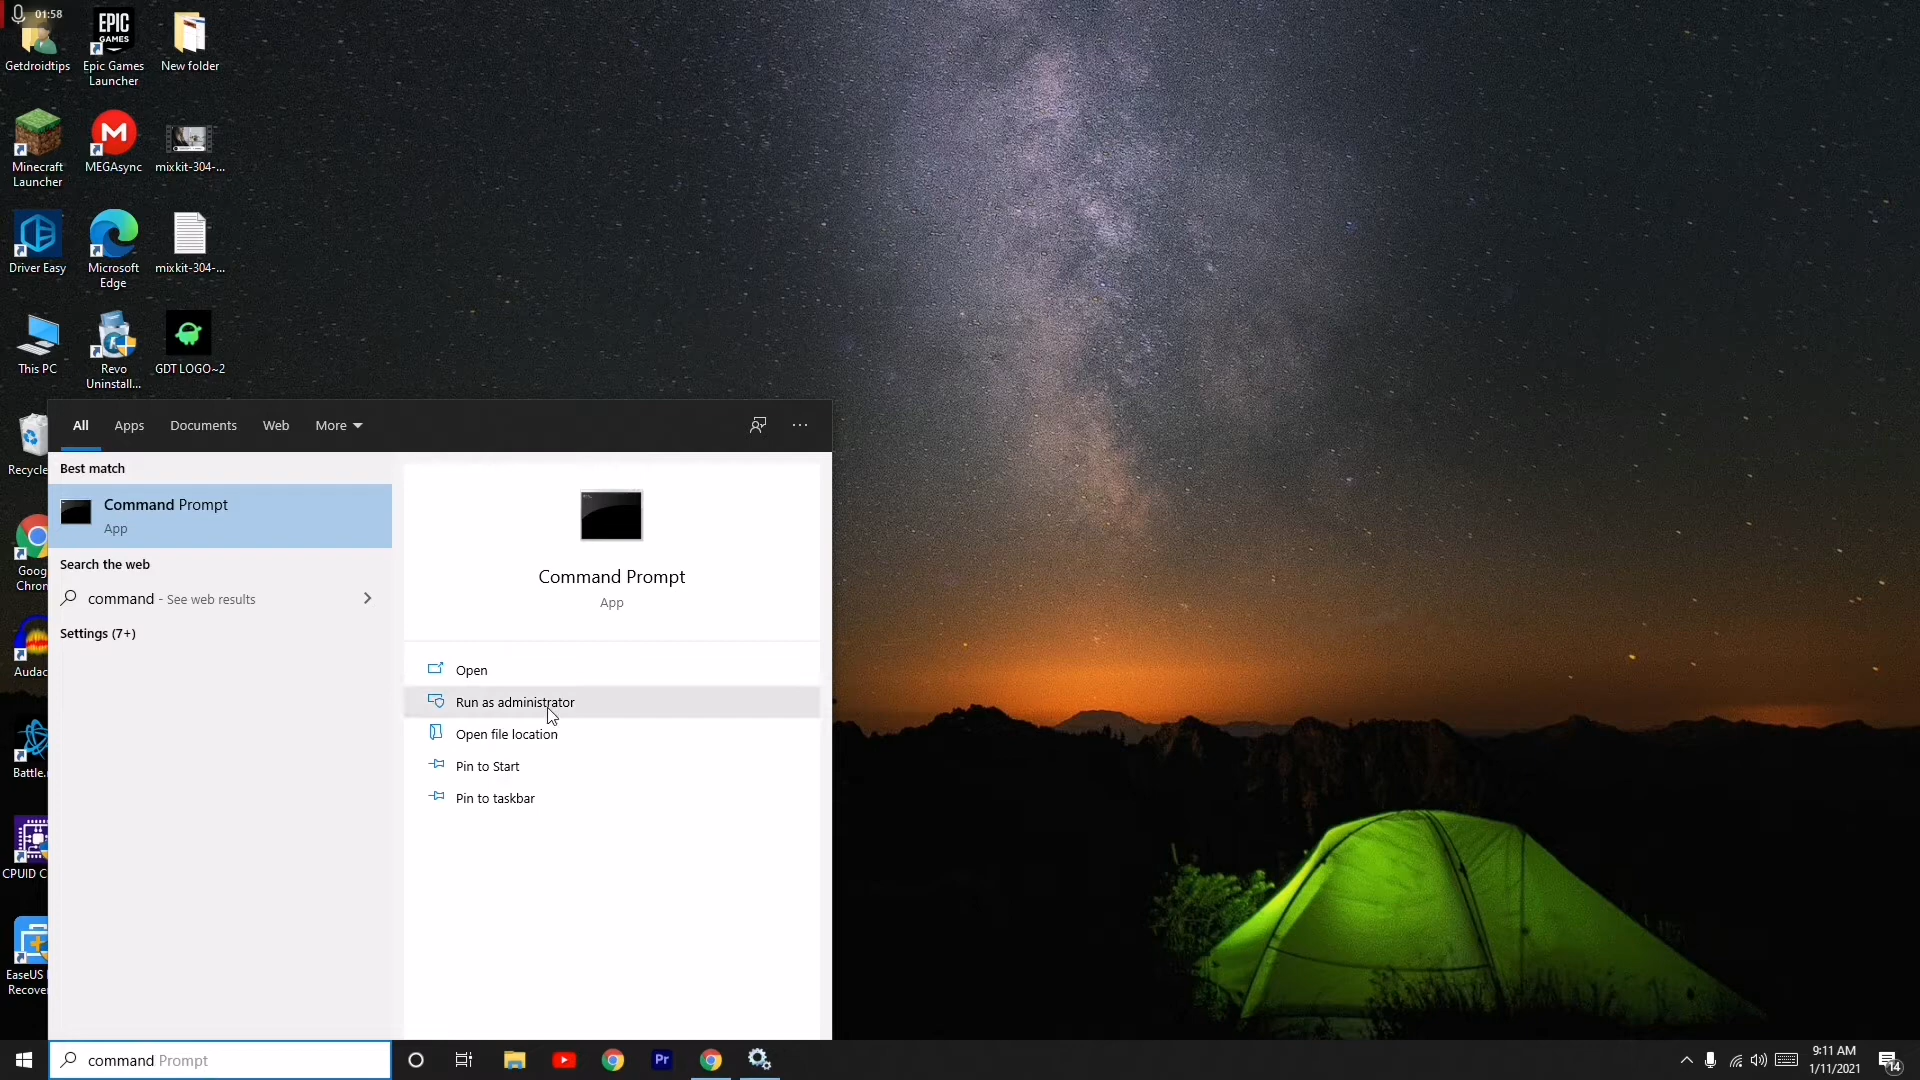 01:58
Getdroidtips
EPIC
GAMES
Epic Games
Launcher
New folder
Minecraft
Launcher
M
MEGAsync
mixkit-304-...
Driver Easy
Microsoft
Edge
mixkit-304-...
This PC
Revo
Uninstall...
GDT LOGO~2
Recycle
Goog
Chron
Audac
Battle.
CPUID C
EaseUS
Recover
All
Apps
Documents
Web
More
Best match
Command Prompt
App
Search the web
command - See web results
Settings (7+)
Command Prompt
App
Open
Run as administrator
Open file location
Pin to Start
Pin to taskbar
command Prompt
Pr
9:11 AM
1/11/2021
14